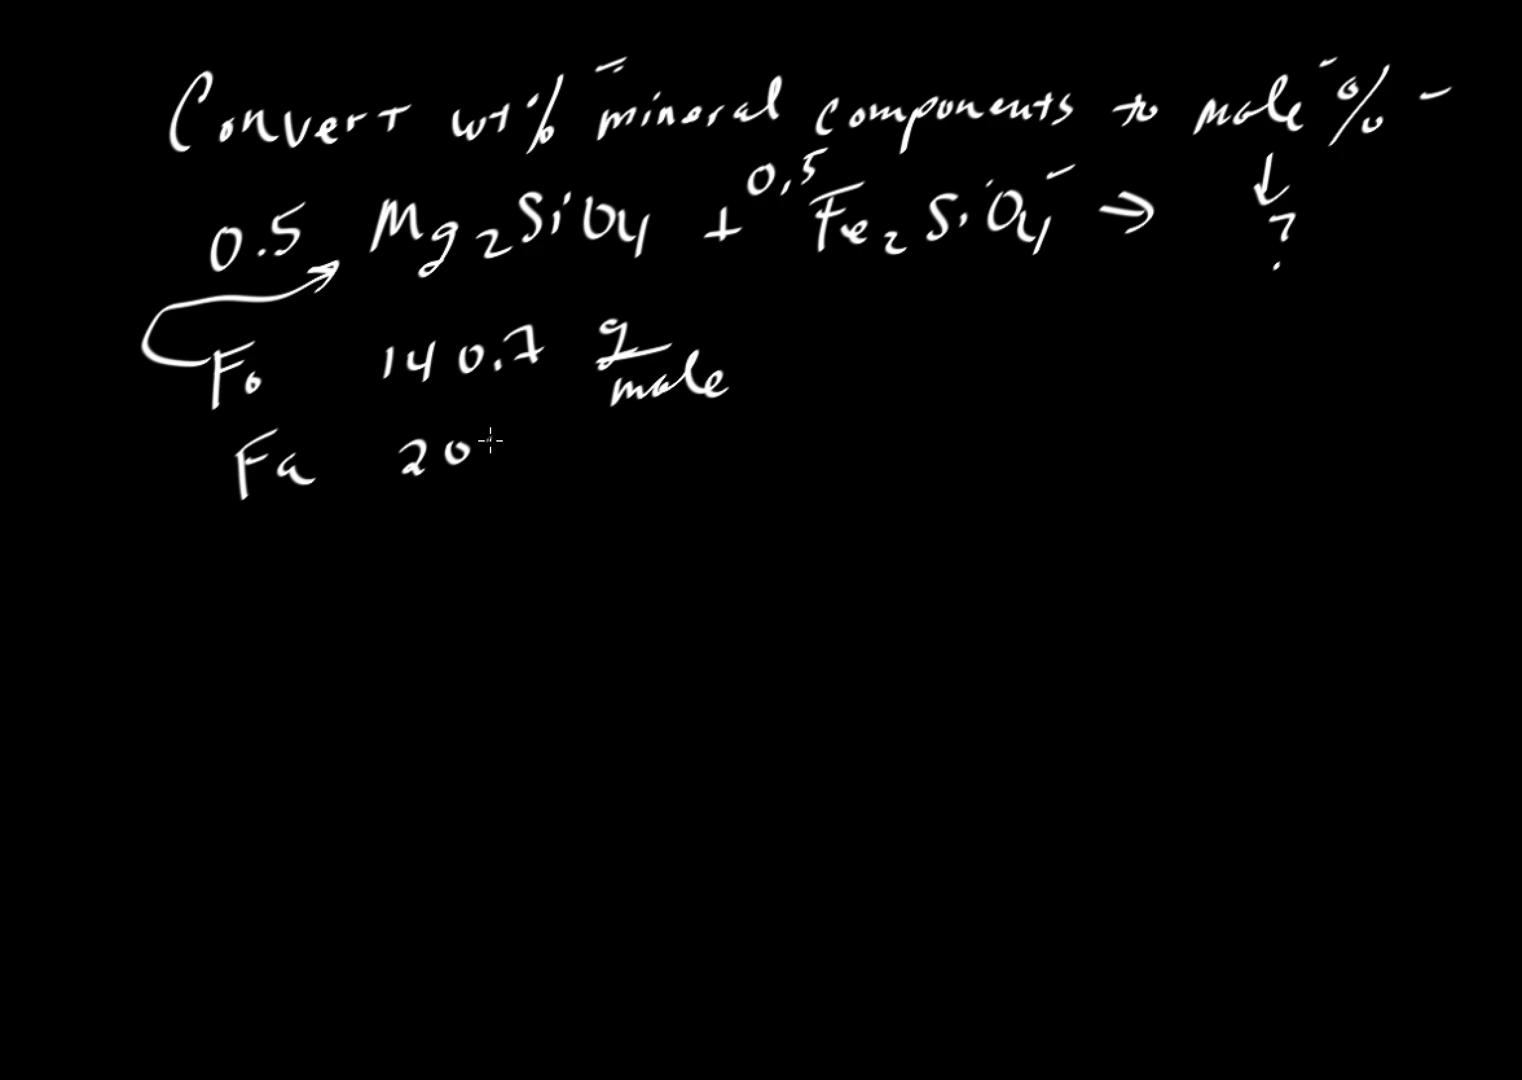 Convert wt% mineral components to mole %
0.5 Mg2SiO4 + 0.5 Fe2SiO4 → ↓ ?
Fo 140.7 g/mole
Fa 20